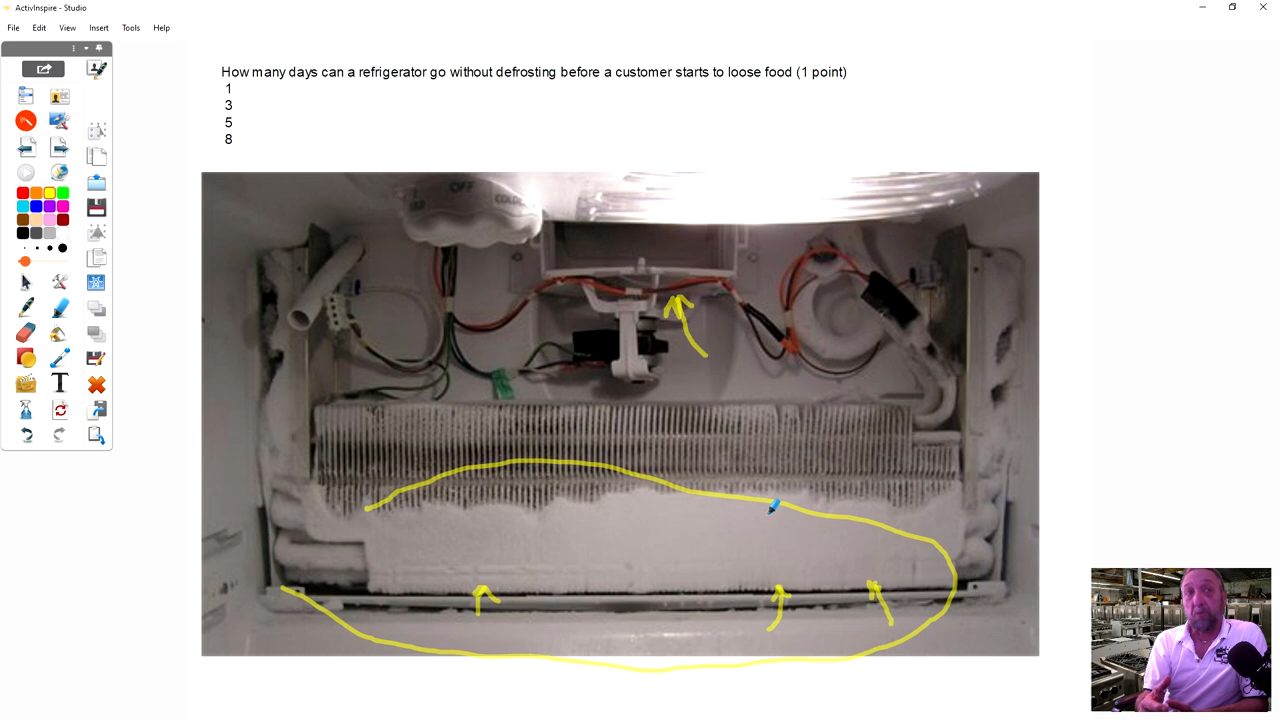 ActivInspire - Studio
File Edit View Insert Tools Help
How many days can a refrigerator go without defrosting before a customer starts to loose food (1 point)
1
3
5
8
OFF
T